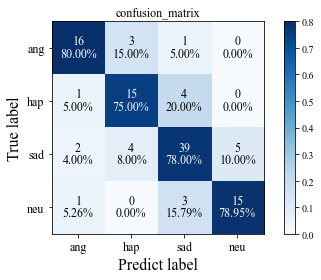 confusion_matrix
ang 16 3 1 0 0.8
80.00% 15.00% 5.00% 0.00% 0.7
hap 1 15 4 0 0.6
5.00% 75.00% 20.00% 0.00% 0.5
0.4
sad 2 4 39 5 0.3
4.00% 8.00% 78.00% 10.00%
0.2
neu 1 0 3 15 0.1
5.26% 0.00% 15.79% 78.95% 0.0
ang hap sad neu
True label
Predict label